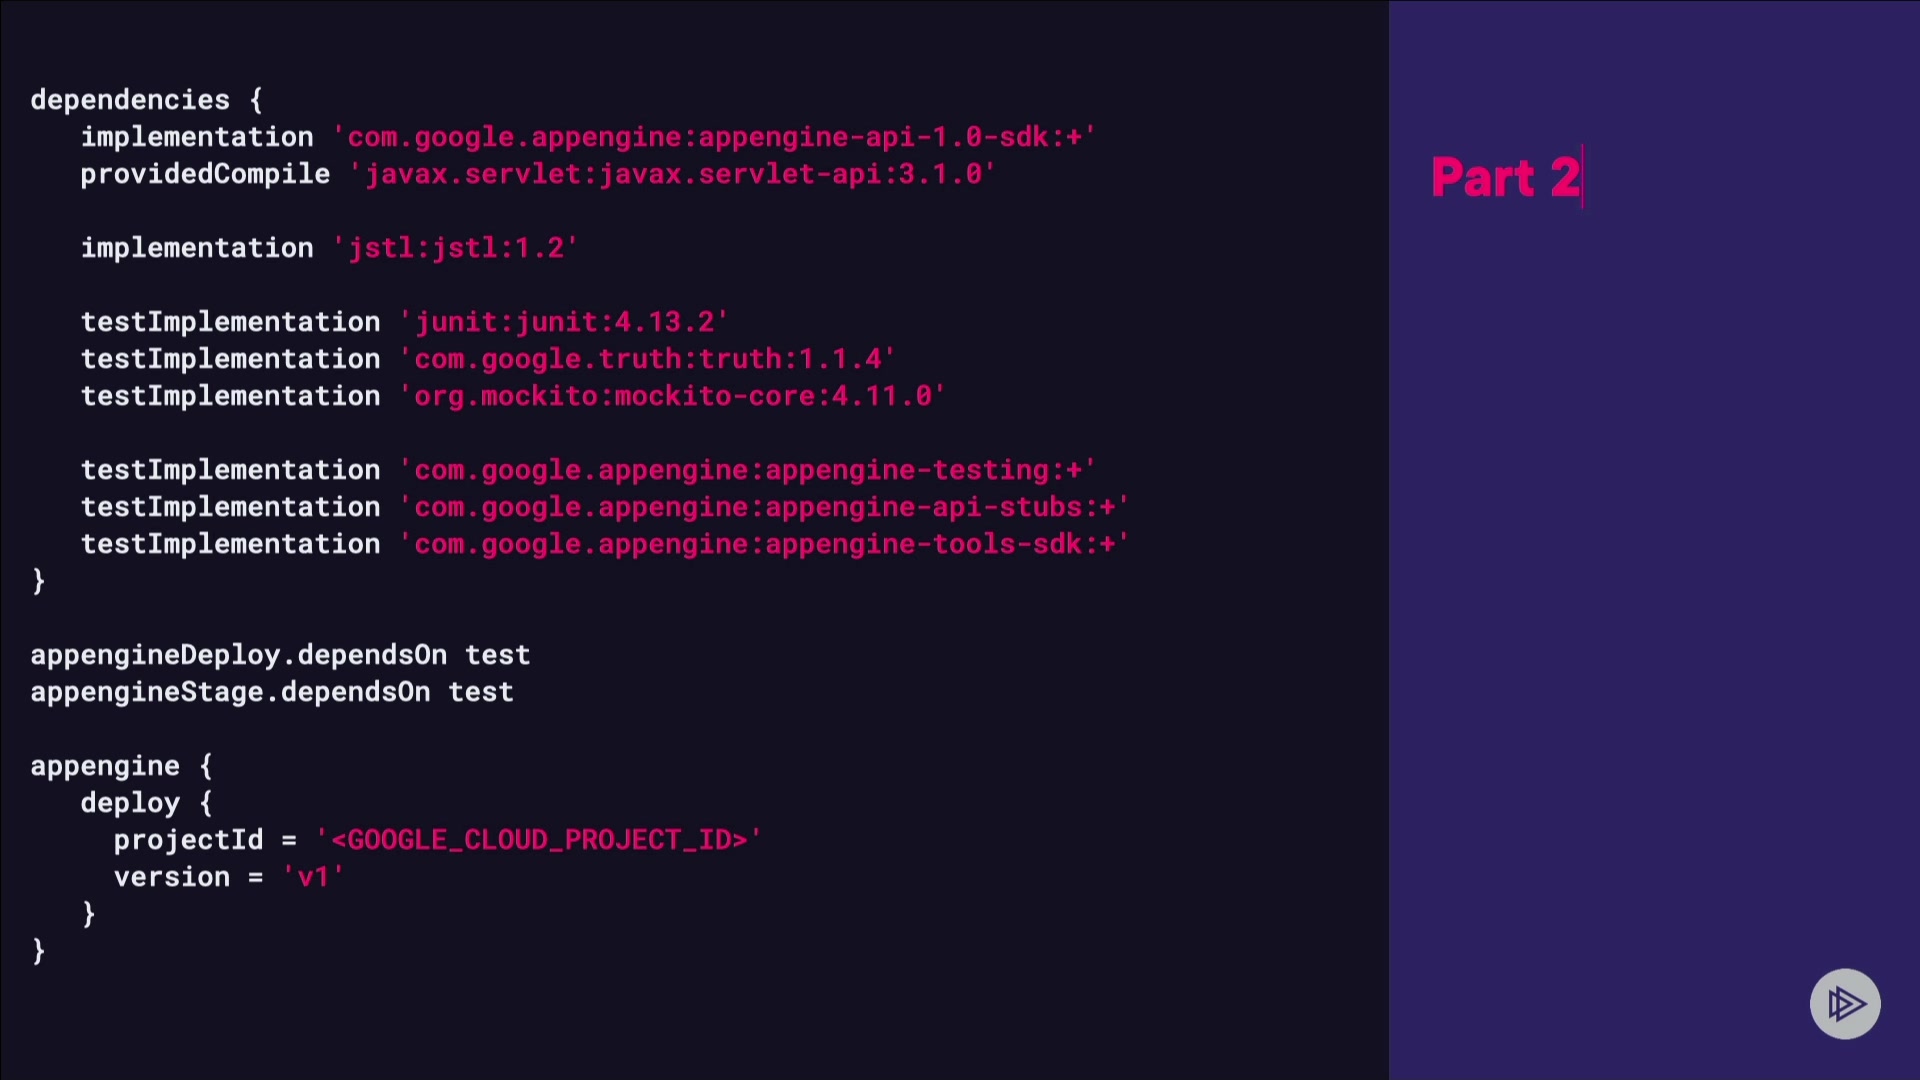 dependencies {
implementation 'com.google.appengine:appengine-api-1.0-sdk:+'
providedCompile 'javax.servlet:javax.servlet-api:3.1.0'
implementation 'jstl:jstl:1.2'
testImplementation 'junit:junit:4.13.2'
testImplementation 'com.google.truth:truth:1.1.4'
testImplementation 'org.mockito:mockito-core:4.11.0'
testImplementation 'com.google.appengine:appengine-testing:+'
testImplementation 'com.google.appengine:appengine-api-stubs:+'
testImplementation 'com.google.appengine:appengine-tools-sdk:+'
}
appengineDeploy.dependsOn test
appengineStage.dependsOn test
appengine {
deploy {
projectId = '<GOOGLE_CLOUD_PROJECT_ID>'
version = 'v1'
}
}
Part 2